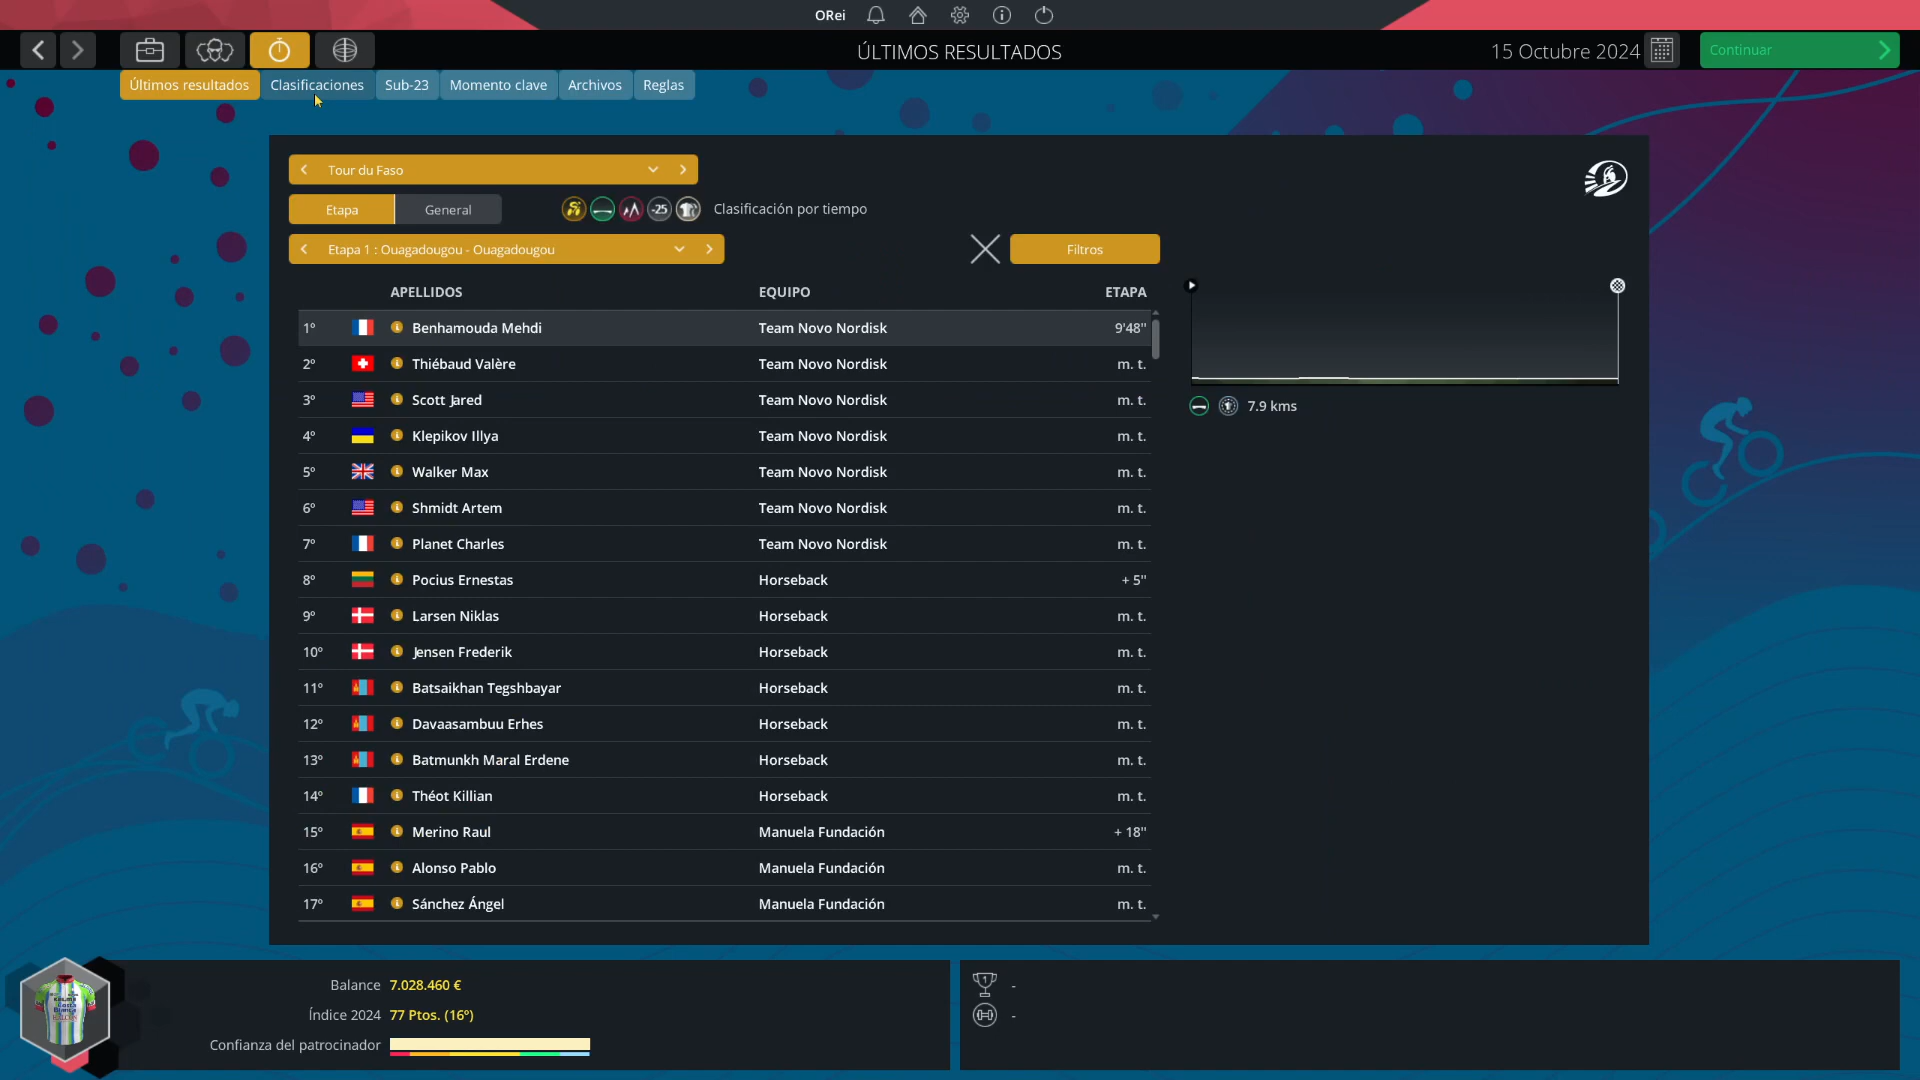 ORei
ÚLTIMOS RESULTADOS
15 Octubre 2024
Continuar
Últimos resultados
Clasificaciones
Sub-23
Momento clave
Archivos
Reglas
Tour du Faso
Etapa
General
-25
Clasificación por tiempo
Etapa 1 : Ouagadougou - Ouagadougou
Filtros
APELLIDOS EQUIPO ETAPA
1º Benhamouda Mehdi Team Novo Nordisk 9'48''
2º Thiébaud Valère Team Novo Nordisk m. t.
3º Scott Jared Team Novo Nordisk m. t.
4º Klepikov Illya Team Novo Nordisk m. t.
5º Walker Max Team Novo Nordisk m. t.
6º Shmidt Artem Team Novo Nordisk m. t.
7º Planet Charles Team Novo Nordisk m. t.
8º Pocius Ernestas Horseback + 5''
9º Larsen Niklas Horseback m. t.
10º Jensen Frederik Horseback m. t.
11º Batsaikhan Tegshbayar Horseback m. t.
12º Davaasambuu Erhes Horseback m. t.
13º Batmunkh Maral Erdene Horseback m. t.
14º Théot Killian Horseback m. t.
15º Merino Raul Manuela Fundación + 18''
16º Alonso Pablo Manuela Fundación m. t.
17º Sánchez Ángel Manuela Fundación m. t.
7.9 kms
Balance 7.028.460 €
Índice 2024 77 Ptos. (16º)
Confianza del patrocinador
-
-